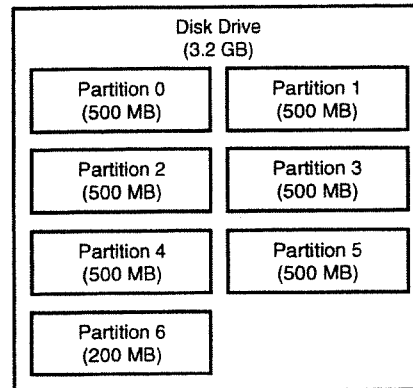 Disk Drive
(3.2 GB)
Partition 0
(500 MB)
Partition 1
(500 MB)
Partition 2
(500 MB)
Partition 3
(500 MB)
Partition 4
(500 MB)
Partition 5
(500 MB)
Partition 6
(200 MB)